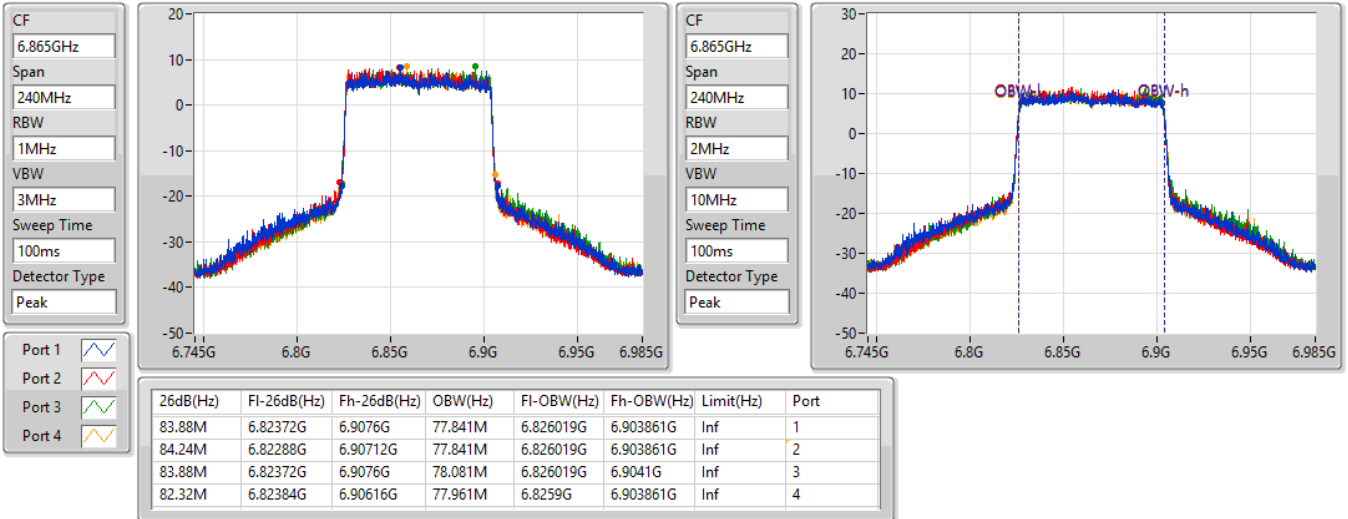 CF
6.865GHz
Span
240MHz
RBW
1MHz
VBW
3MHz
Sweep Time
100ms
Detector Type
Peak
20
10
0
-10
-20
-30
-40
-50
6.745G 6.8G 6.85G 6.9G 6.95G 6.985G
CF
6.865GHz
Span
240MHz
RBW
2MHz
VBW
10MHz
Sweep Time
100ms
Detector Type
Peak
30
20
10
0
-10
-20
-30
-40
-50
OBW-l OBW-h
6.745G 6.8G 6.85G 6.9G 6.95G 6.985G
Port 1
Port 2
Port 3
Port 4
26dB(Hz) Fl-26dB(Hz) Fh-26dB(Hz) OBW(Hz) Fl-OBW(Hz) Fh-OBW(Hz) Limit(Hz) Port
83.88M 6.82372G 6.9076G 77.841M 6.826019G 6.903861G Inf 1
84.24M 6.82288G 6.90712G 77.841M 6.826019G 6.903861G Inf 2
83.88M 6.82372G 6.9076G 78.081M 6.826019G 6.9041G Inf 3
82.32M 6.82384G 6.90616G 77.961M 6.8259G 6.903861G Inf 4